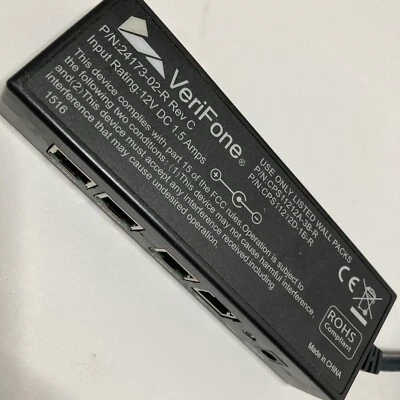 VeriFone®
P/N:24173-02-R Rev C
Input Rating:12V DC 1.5 Amps
This device complies with part 15 of the FCC rules.Operation is subject to
the following two conditions: (1)This device may not cause harmful interference,
and(2)This device must accept any interference received,including
interference that may cause undesired operation.
1516
USE ONLY LISTED WALL PACKS
P/N:CPS11224A-3B-R
P/N:CPS11212D-1B-R
CE
ROHS
Compliant
Made in CHINA